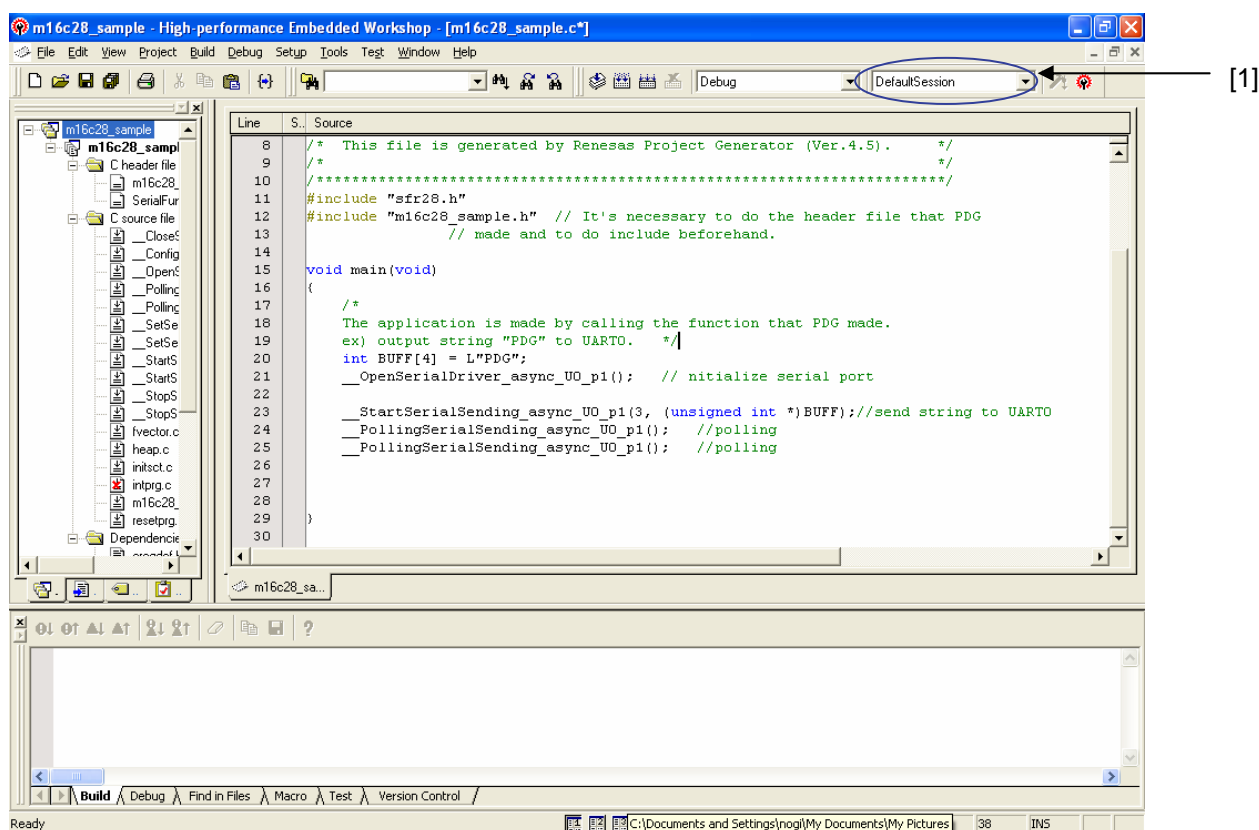 m16c28_sample - High-performance Embedded Workshop - [m16c28_sample.c*]
File Edit View Project Build Debug Setup Tools Test Window Help
Debug DefaultSession [1]
m16c28_sample
m16c28_sampl
C header file
m16c28_
SerialFur
C source file
__CloseS
__Config
__OpenS
__Polling
__Polling
__SetSe
__SetSe
__StartS
__StartS
__StopS
__StopS
fvector.c
heap.c
initsct.c
intprg.c
m16c28_
resetprg.
Dependencie
Line S.. Source
8 /* This file is generated by Renesas Project Generator (Ver.4.5). */
9 /* */
10 /***********************************************************************/
11 #include "sfr28.h"
12 #include "m16c28_sample.h" // It's necessary to do the header file that PDG
13 // made and to do include beforehand.
14
15 void main(void)
16 {
17 /*
18 The application is made by calling the function that PDG made.
19 ex) output string "PDG" to UART0. */
20 int BUFF[4] = L"PDG";
21 __OpenSerialDriver_async_U0_p1(); // nitialize serial port
22
23 __StartSerialSending_async_U0_p1(3, (unsigned int *)BUFF);//send string to UART0
24 __PollingSerialSending_async_U0_p1(); //polling
25 __PollingSerialSending_async_U0_p1(); //polling
26
27
28
29 }
30
m16c28_sa...
Build Debug Find in Files Macro Test Version Control
Ready C:\Documents and Settings\nogi\My Documents\My Pictures 38 INS